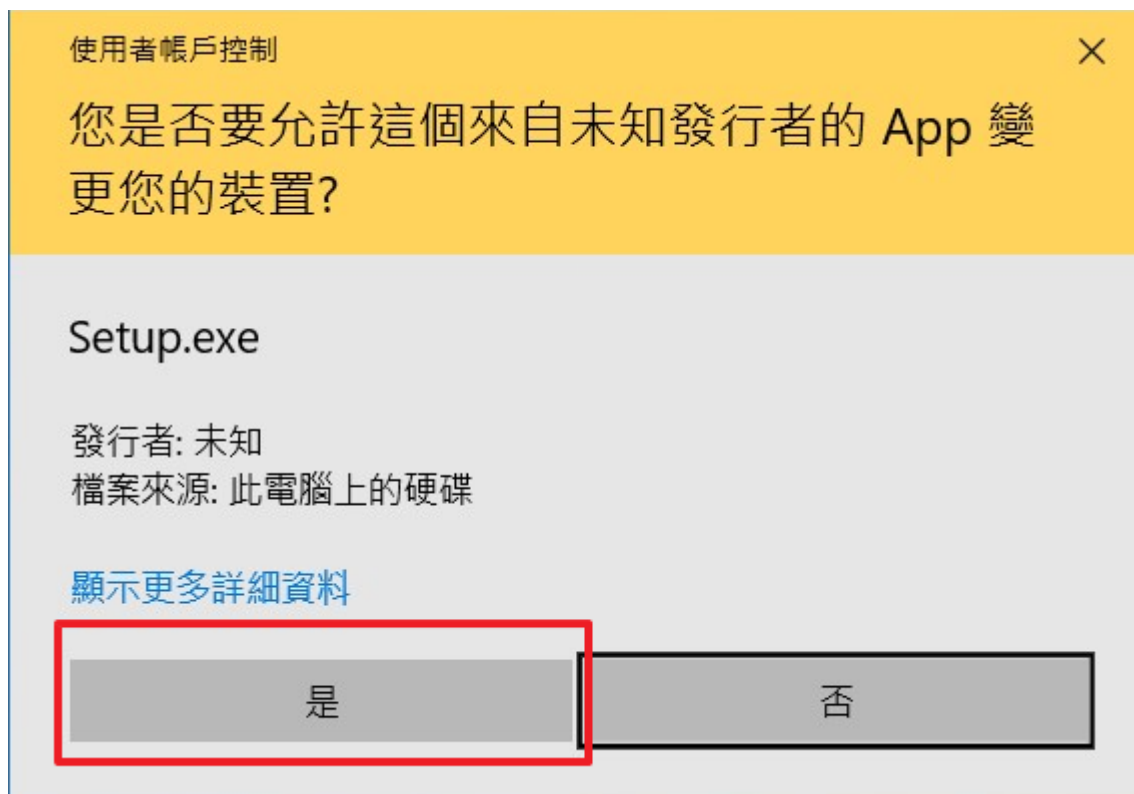 使用者帳戶控制
您是否要允許這個來自未知發行者的 App 變
更您的裝置?
Setup.exe
發行者: 未知
檔案來源: 此電腦上的硬碟
顯示更多詳細資料
是
否